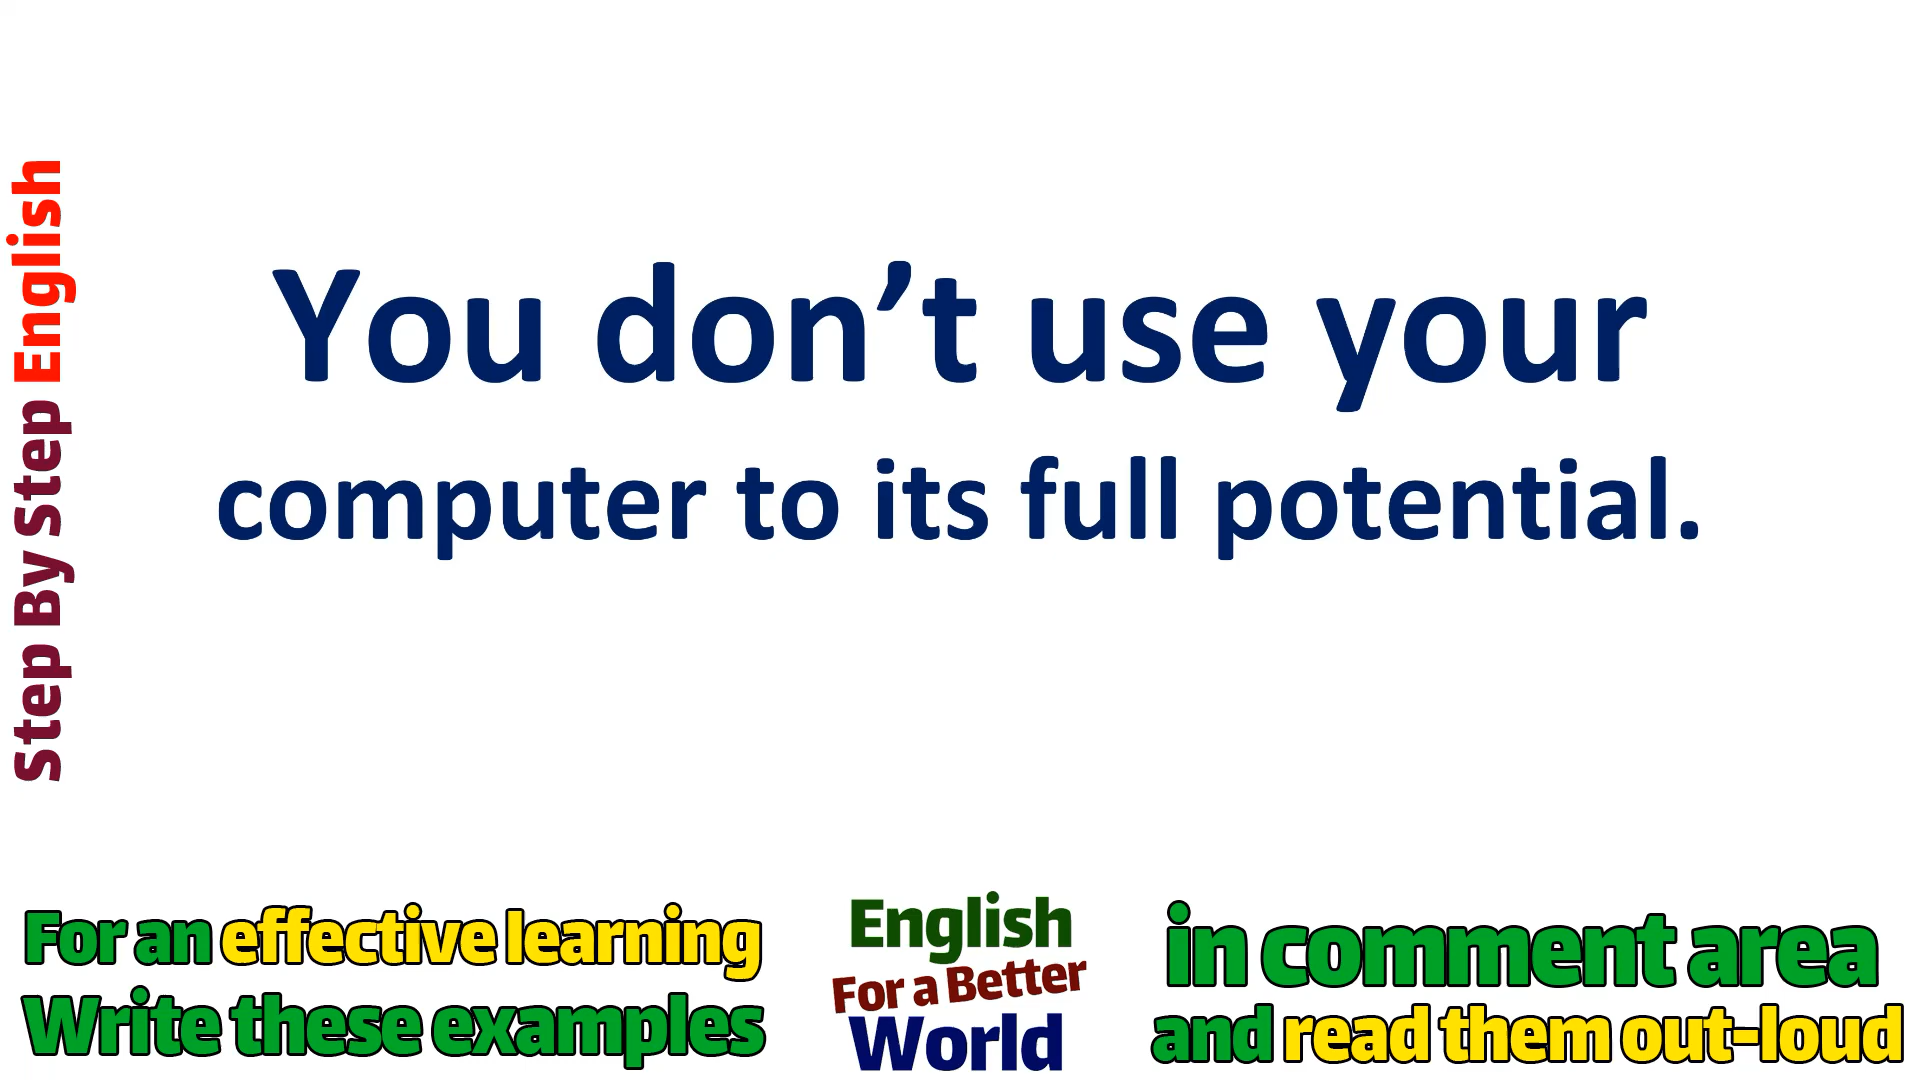 Step By Step English
You don’t use your
computer to its full potential.
For an effective learning
Write these examples
English
For a Better
World
in comment area
and read them out-loud